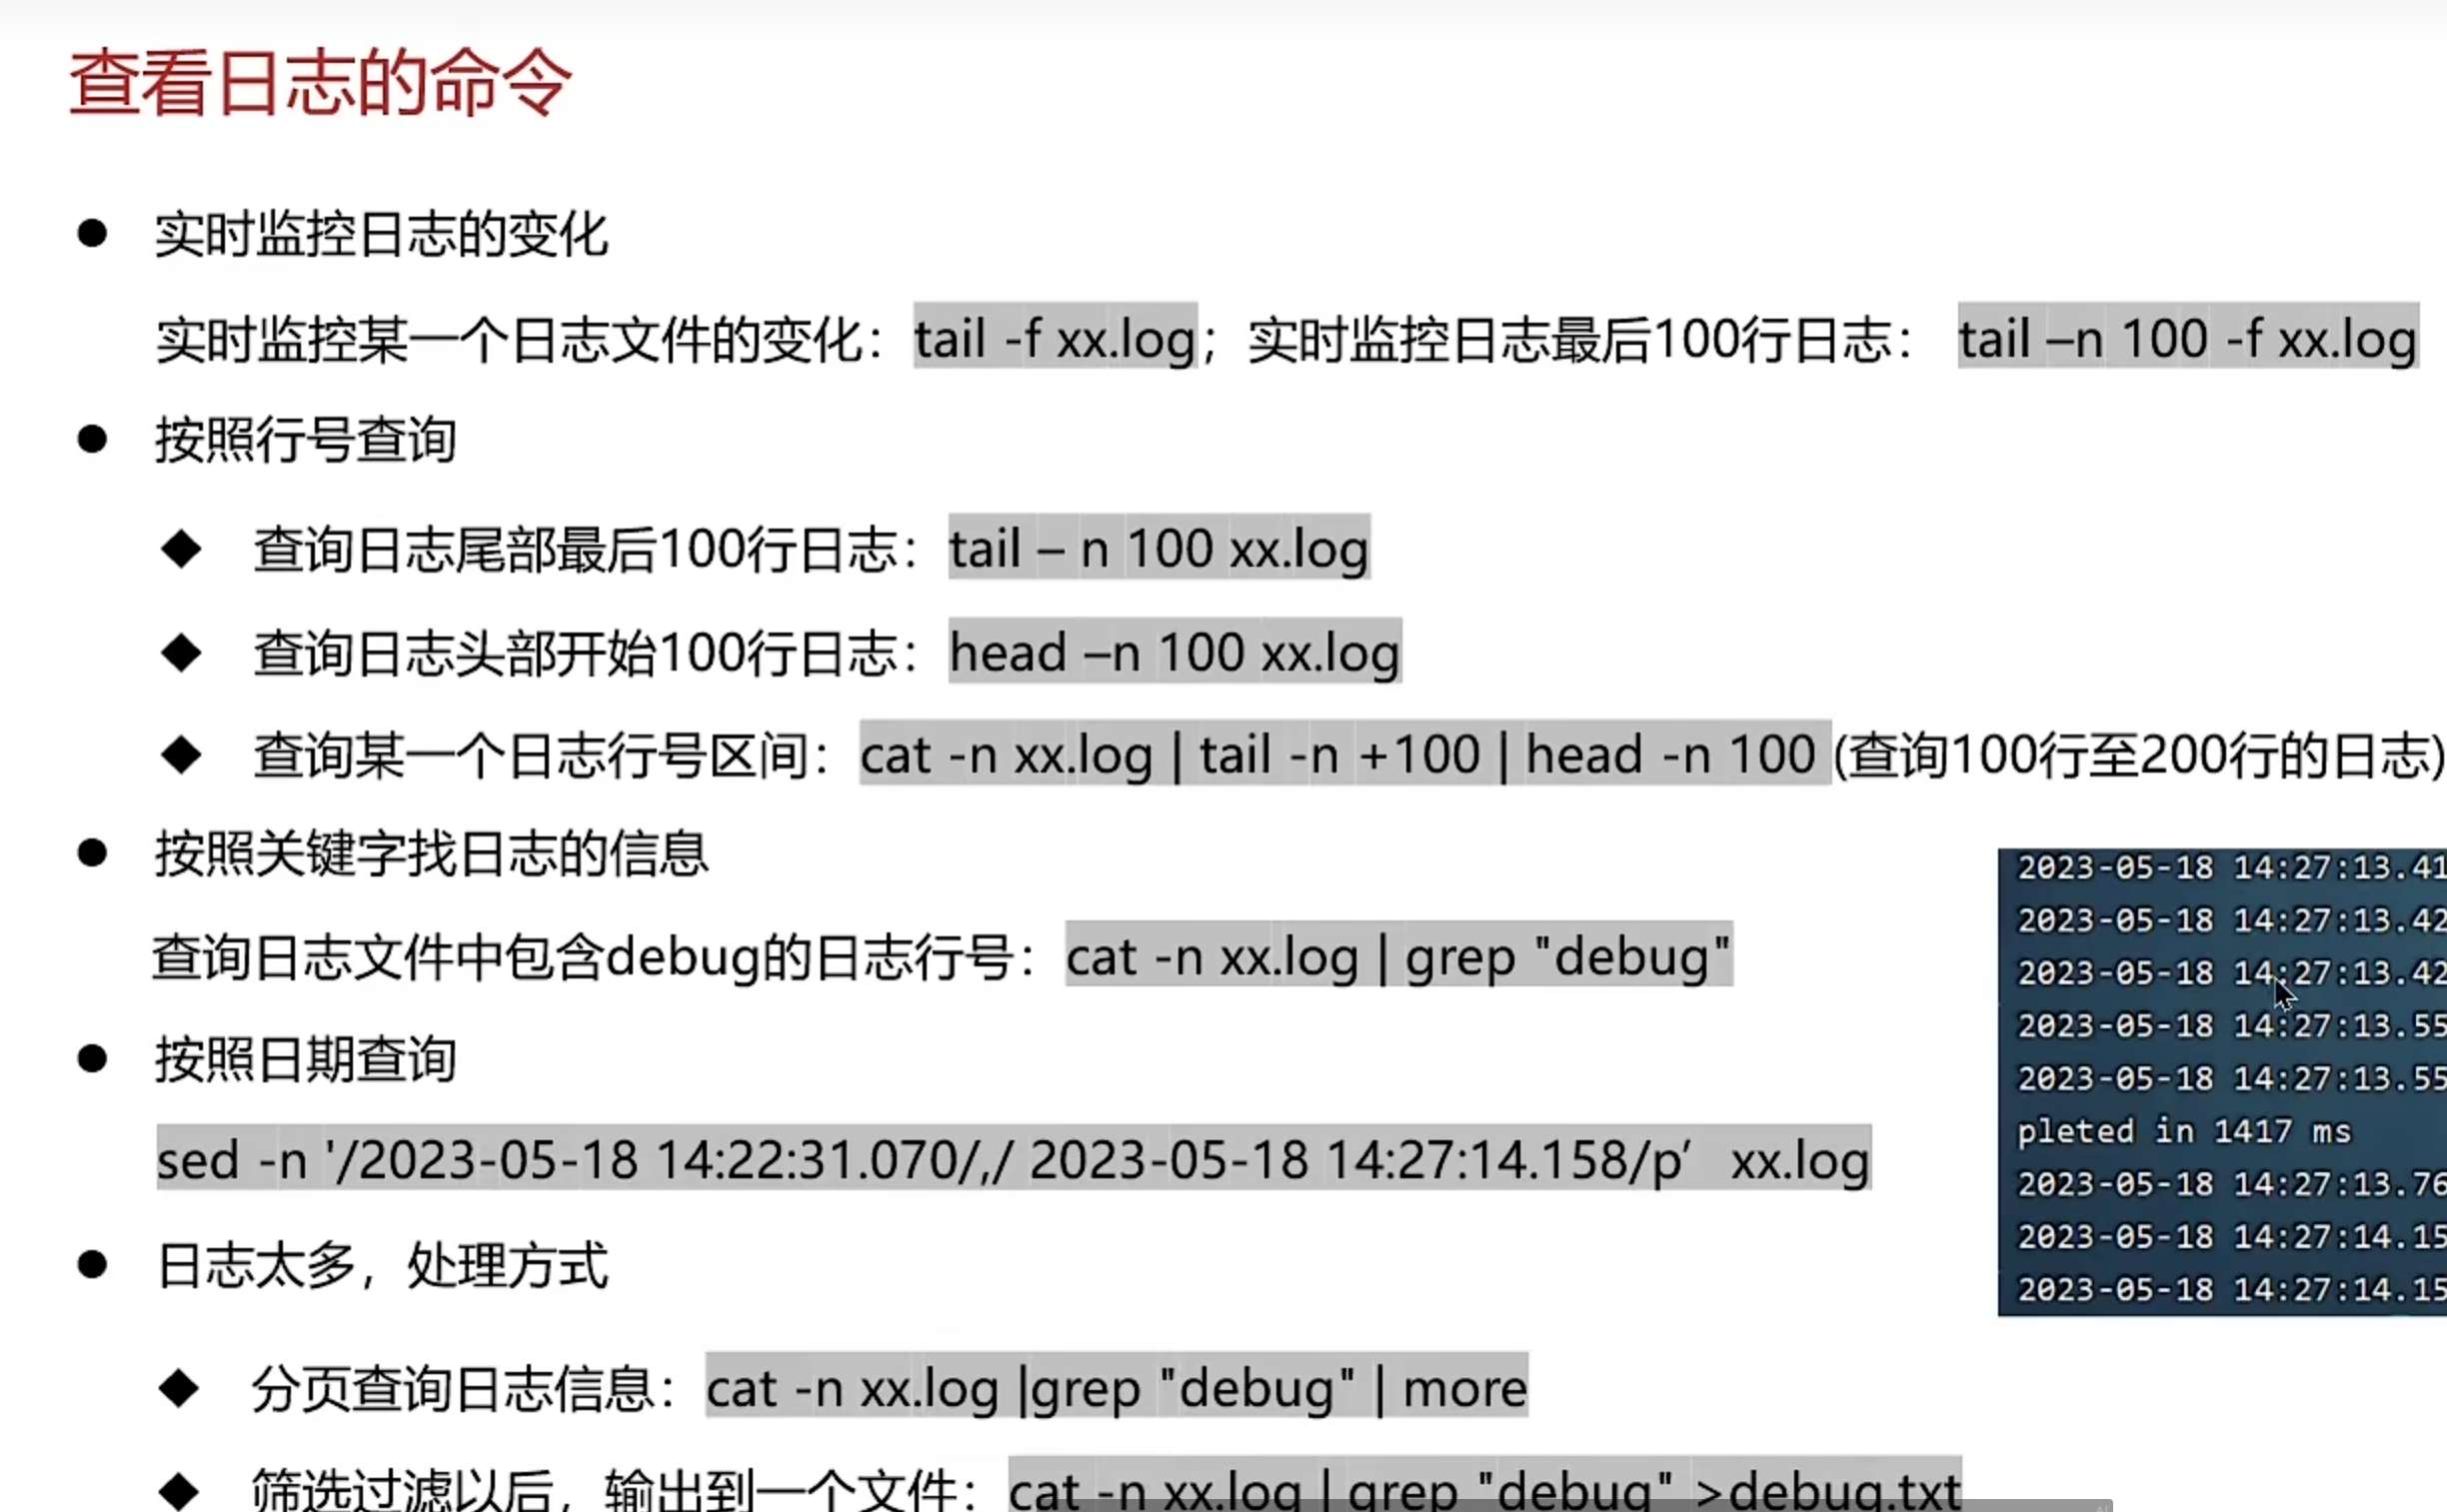 查看日志的命令
● 实时监控日志的变化
实时监控某一个日志文件的变化：tail -f xx.log；实时监控日志最后100行日志： tail –n 100 -f xx.log
● 按照行号查询
◆ 查询日志尾部最后100行日志：tail – n 100 xx.log
◆ 查询日志头部开始100行日志：head –n 100 xx.log
◆ 查询某一个日志行号区间：cat -n xx.log | tail -n +100 | head -n 100 (查询100行至200行的日志)
● 按照关键字找日志的信息
查询日志文件中包含debug的日志行号：cat -n xx.log | grep "debug"
● 按照日期查询
sed -n '/2023-05-18 14:22:31.070/,/ 2023-05-18 14:27:14.158/p’ xx.log
● 日志太多，处理方式
◆ 分页查询日志信息：cat -n xx.log |grep "debug" | more
◆ 筛选过滤以后，输出到一个文件：cat -n xx.log | grep "debug" >debug.txt
2023-05-18 14:27:13.41
2023-05-18 14:27:13.42
2023-05-18 14:27:13.42
2023-05-18 14:27:13.55
2023-05-18 14:27:13.55
pleted in 1417 ms
2023-05-18 14:27:13.76
2023-05-18 14:27:14.15
2023-05-18 14:27:14.15